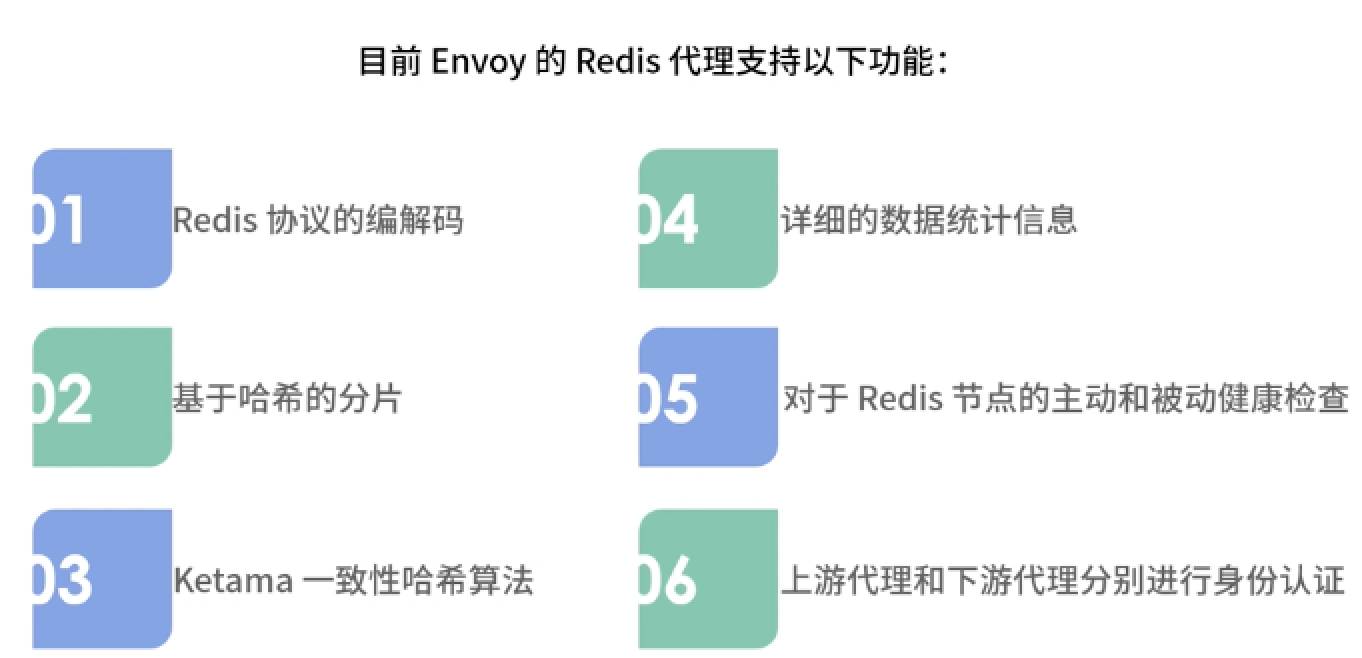 目前 Envoy 的 Redis 代理支持以下功能：
01
Redis 协议的编解码
02
基于哈希的分片
03
Ketama 一致性哈希算法
04
详细的数据统计信息
05
对于 Redis 节点的主动和被动健康检查
06
上游代理和下游代理分别进行身份认证